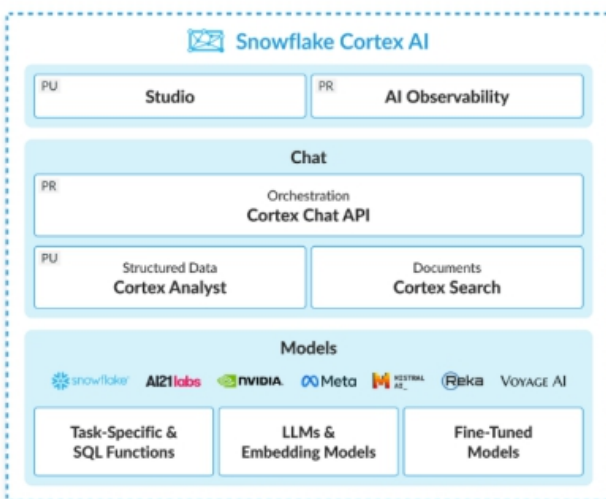 Snowflake Cortex AI
PU
Studio
PR
AI Observability
Chat
PR
Orchestration
Cortex Chat API
PU
Structured Data
Cortex Analyst
Documents
Cortex Search
Models
snowflake AI21labs NVIDIA. Meta MISTRAL AI_ Reka VOYAGE AI
Task-Specific &
SQL Functions
LLMs &
Embedding Models
Fine-Tuned
Models